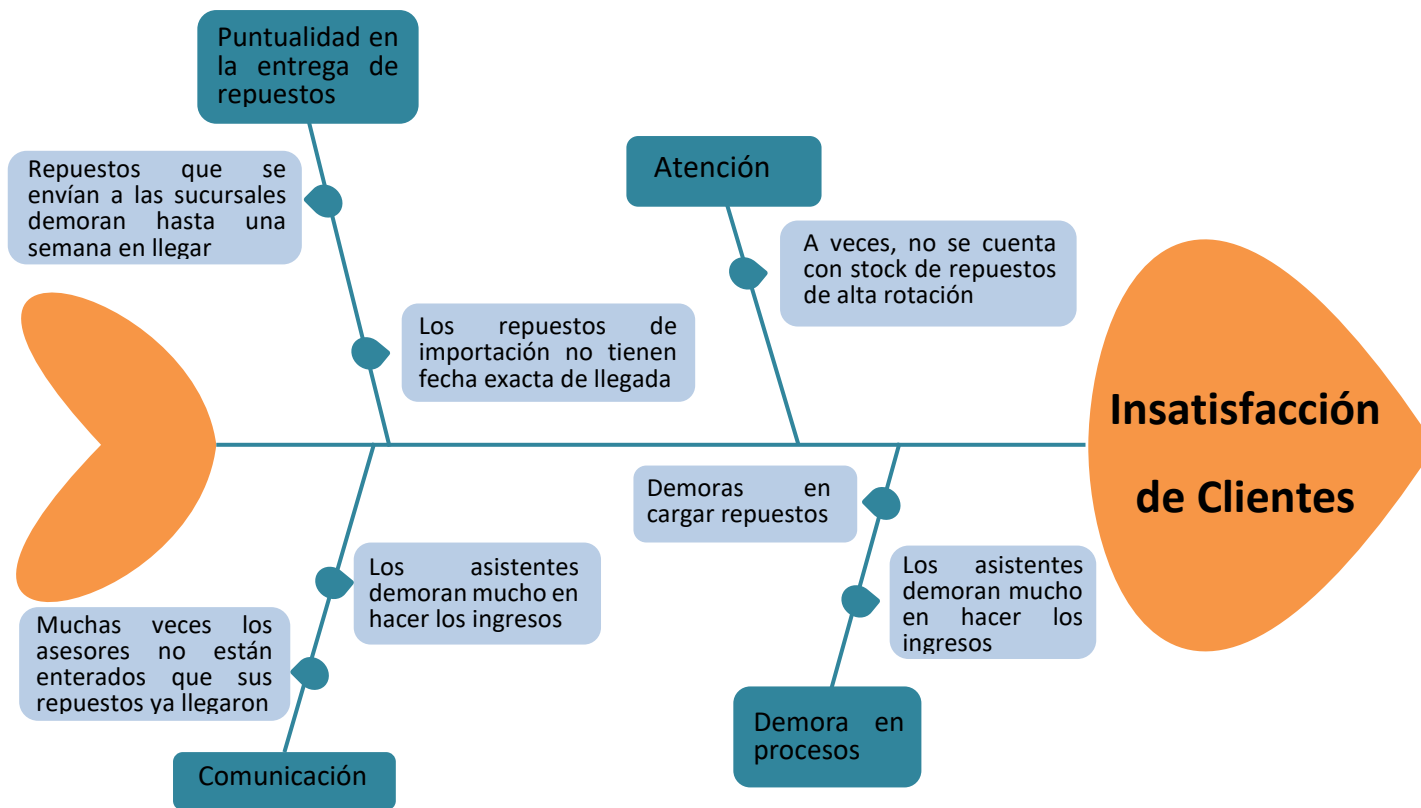 Puntualidad en
la entrega de
repuestos
Repuestos que se
envían a las sucursales
demoran hasta una
semana en llegar
Los repuestos de
importación no tienen
fecha exacta de llegada
Atención
A veces, no se cuenta
con stock de repuestos
de alta rotación
Insatisfacción
de Clientes
Los asistentes
demoran mucho en
hacer los ingresos
Muchas veces los
asesores no están
enterados que sus
repuestos ya llegaron
Comunicación
Demoras en
cargar repuestos
Los asistentes
demoran mucho
en hacer los
ingresos
Demora en
procesos